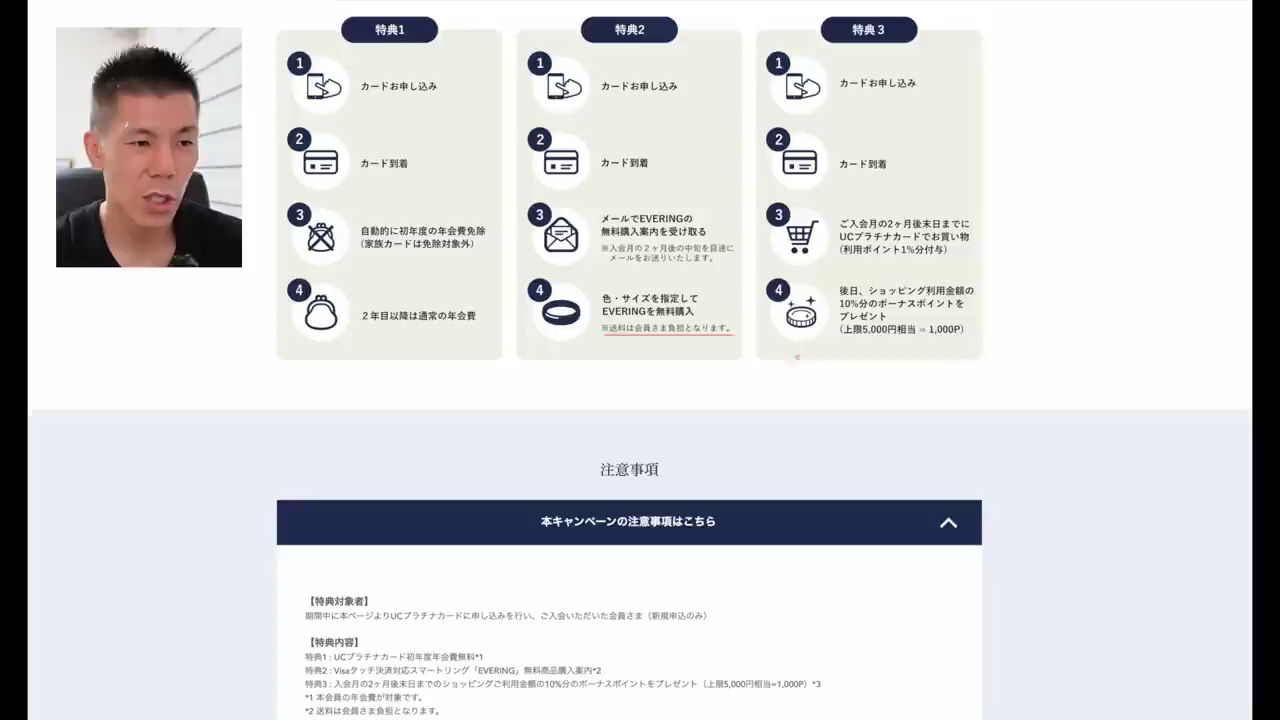 特典1
1
カードお申し込み
2
カード到着
3
自動的に初年度の年会費免除
(家族カードは免除対象外)
4
2年目以降は通常の年会費
特典2
1
カードお申し込み
2
カード到着
3
メールでEVERINGの
無料購入案内を受け取る
※入会月の2ヶ月後の中旬を目途に
メールをお送りいたします。
4
色・サイズを指定して
EVERINGを無料購入
※送料は会員さま負担となります。
特典3
1
カードお申し込み
2
カード到着
3
ご入会月の2ヶ月後末日までに
UCプラチナカードでお買い物
(利用ポイント1%分付与)
4
後日、ショッピング利用金額の
10%分のボーナスポイントを
プレゼント
(上限5,000円相当 = 1,000P)
注意事項
本キャンペーンの注意事項はこちら
【特典対象者】
期間中に本ページよりUCプラチナカードに申し込みを行い、ご入会いただいた会員さま（新規申込のみ）
【特典内容】
特典1 : UCプラチナカード初年度年会費無料*1
特典2 : Visaタッチ決済対応スマートリング「EVERING」無料商品購入案内*2
特典3 : 入会月の2ヶ月後末日までのショッピングご利用金額の10%分のボーナスポイントをプレゼント（上限5,000円相当=1,000P）*3
*1 本会員の年会費が対象です。
*2 送料は会員さま負担となります。